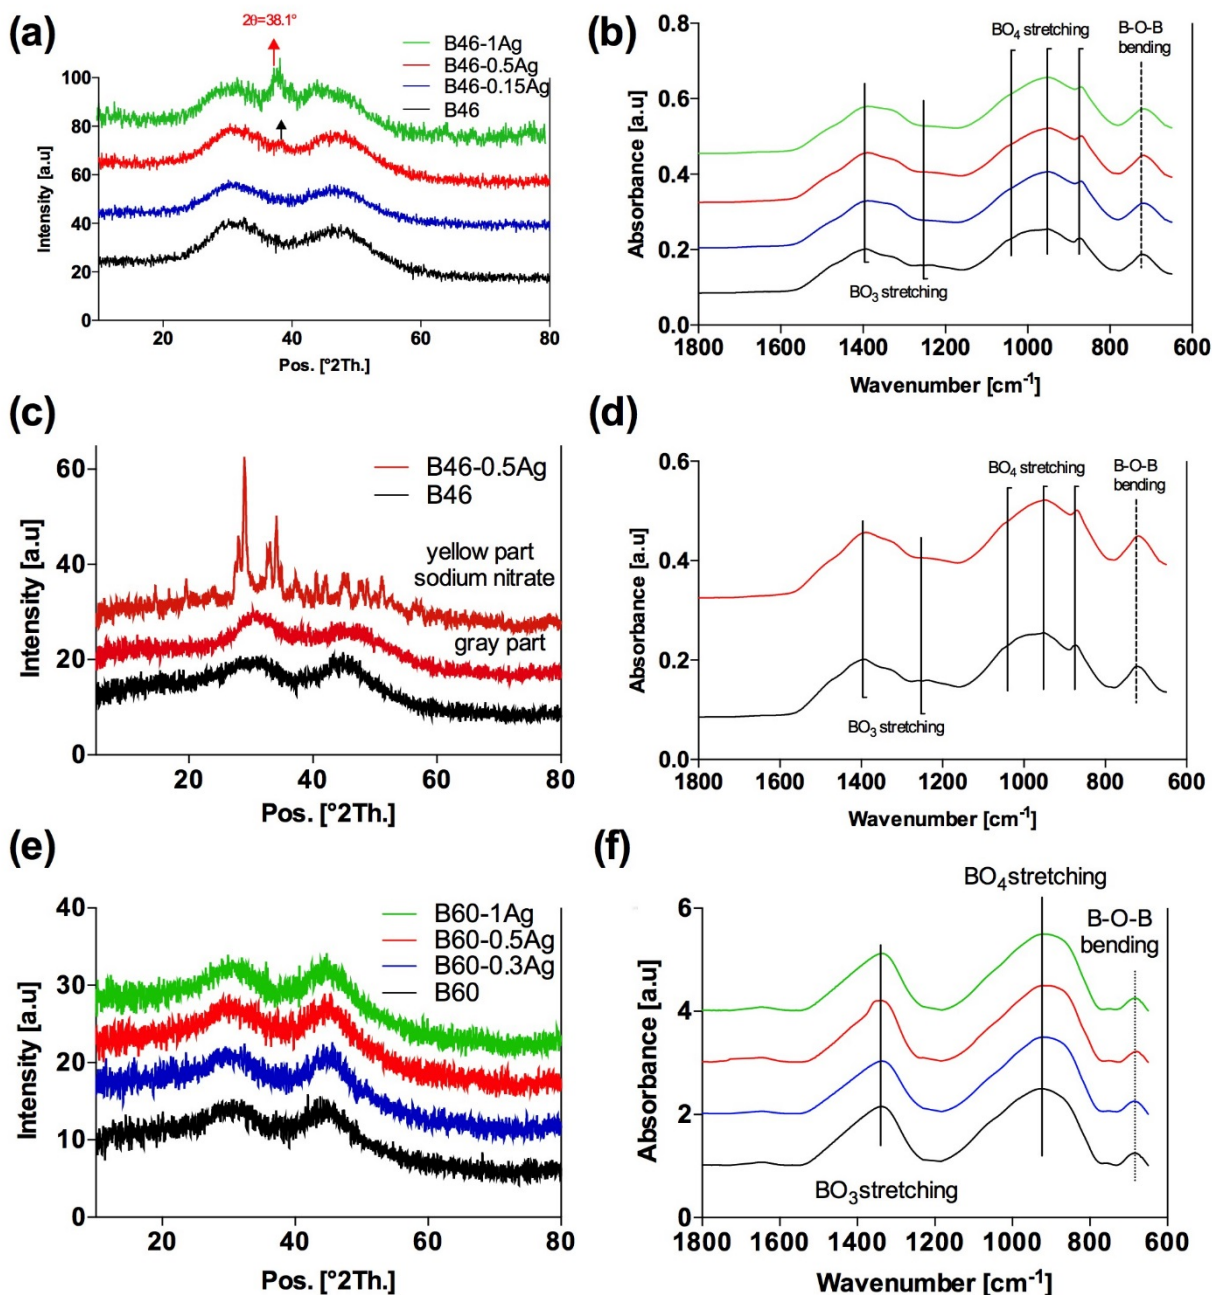 (a)
2θ=38.1°
B46-1Ag
B46-0.5Ag
B46-0.15Ag
B46
100
80
60
40
20
0
Intensity [a.u]
20
40
60
80
Pos. [°2Th.]
(b)
BO4 stretching
B-O-B
bending
BO3 stretching
0.8
0.6
0.4
0.2
0.0
Absorbance [a.u]
1800
1600
1400
1200
1000
800
600
Wavenumber [cm-1]
(c)
B46-0.5Ag
B46
yellow part
sodium nitrate
gray part
60
40
20
0
Intensity [a.u]
20
40
60
80
Pos. [°2Th.]
(d)
BO4 stretching
B-O-B
bending
BO3 stretching
0.6
0.4
0.2
0.0
Absorbance [a.u]
1800
1600
1400
1200
1000
800
600
Wavenumber [cm-1]
(e)
B60-1Ag
B60-0.5Ag
B60-0.3Ag
B60
40
30
20
10
0
Intensity [a.u]
20
40
60
80
Pos. [°2Th.]
(f)
BO4 stretching
B-O-B
bending
BO3 stretching
6
4
2
0
Absorbance [a.u]
1800
1600
1400
1200
1000
800
600
Wavenumber [cm-1]